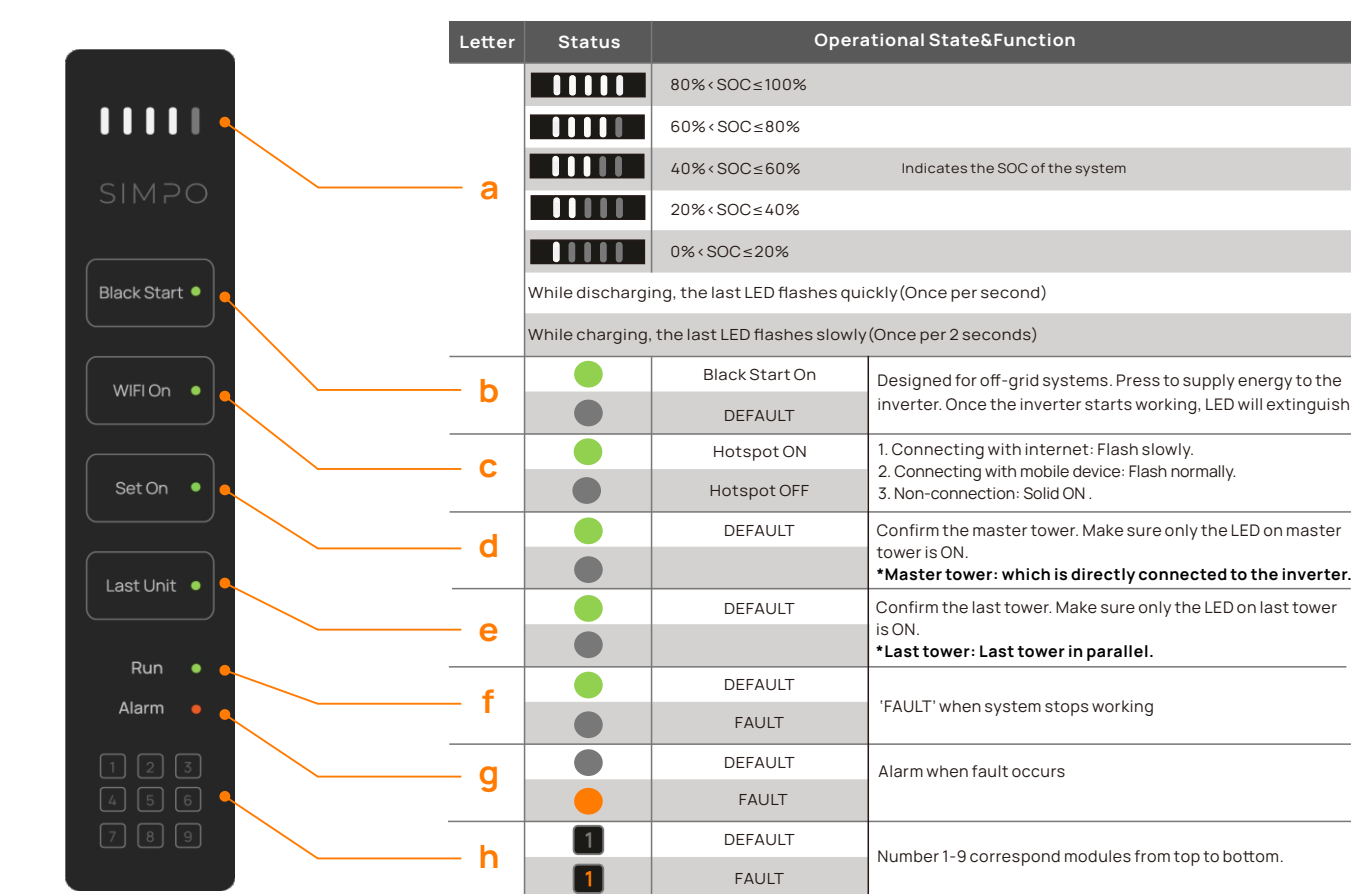 SIMPO
Black Start
WIFI On
Set On
Last Unit
Run
Alarm
1 2 3
4 5 6
7 8 9
Letter Status Operational State&Function
a
80%<SOC≤100%
60%<SOC≤80%
40%<SOC≤60% Indicates the SOC of the system
20%<SOC≤40%
0%<SOC≤20%
While discharging, the last LED flashes quickly(Once per second)
While charging, the last LED flashes slowly(Once per 2 seconds)
b
Black Start On
DEFAULT
Designed for off-grid systems. Press to supply energy to the
inverter. Once the inverter starts working, LED will extinguish
c
Hotspot ON
Hotspot OFF
1. Connecting with internet: Flash slowly.
2. Connecting with mobile device: Flash normally.
3. Non-connection: Solid ON .
d
DEFAULT
Confirm the master tower. Make sure only the LED on master
tower is ON.
*Master tower: which is directly connected to the inverter.
e
DEFAULT
Confirm the last tower. Make sure only the LED on last tower
is ON.
*Last tower: Last tower in parallel.
f
DEFAULT
FAULT
‘FAULT’ when system stops working
g
DEFAULT
FAULT
Alarm when fault occurs
h
1 DEFAULT
1 FAULT
Number 1-9 correspond modules from top to bottom.